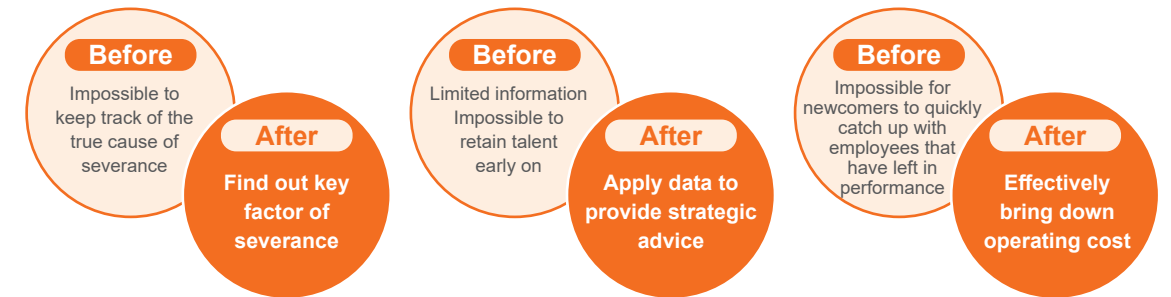 Before
Impossible to
keep track of the
true cause of
severance
After
Find out key
factor of
severance
Before
Limited information
Impossible to
retain talent
early on
After
Apply data to
provide strategic
advice
Before
Impossible for
newcomers to quickly
catch up with
employees that
have left in
performance
After
Effectively
bring down
operating cost